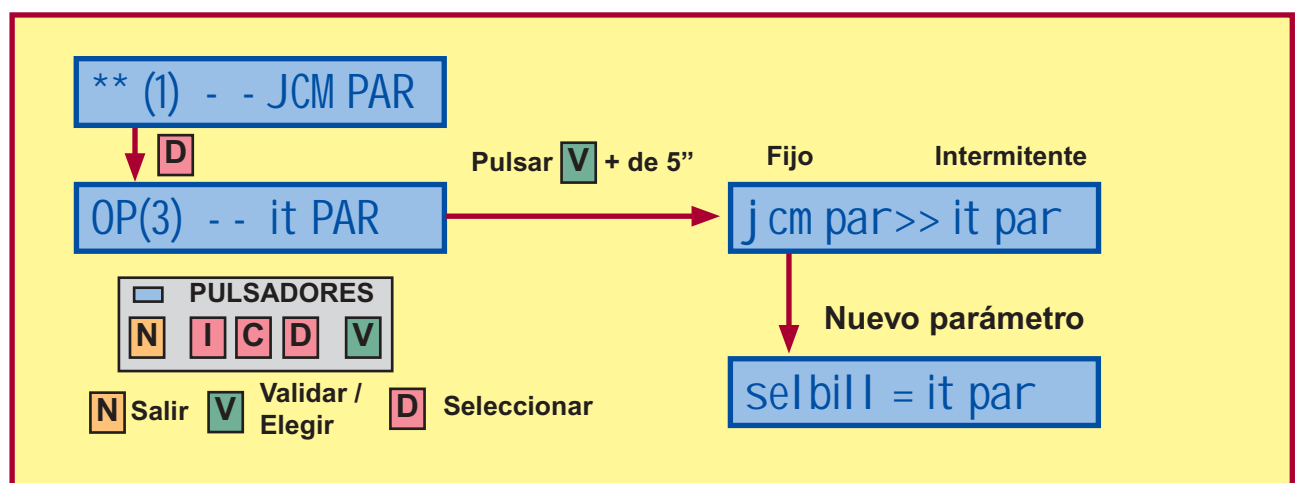 ** (1) - - JCM PAR
D
Pulsar V + de 5”
Fijo
Intermitente
OP(3) - - it PAR
jcm par>> it par
PULSADORES
N I C D V
Nuevo parámetro
N Salir V Validar / Elegir D Seleccionar
selbill = it par